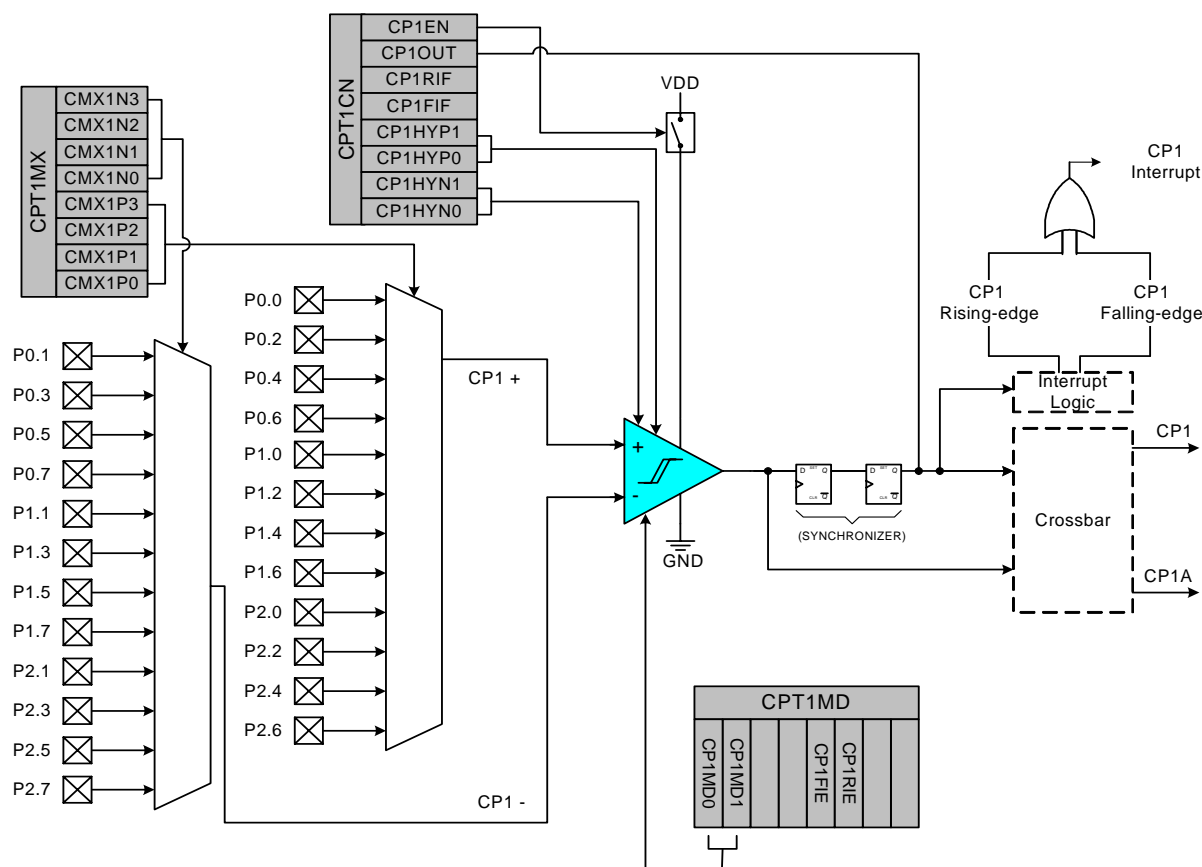 CPT1MX
CMX1N3
CMX1N2
CMX1N1
CMX1N0
CMX1P3
CMX1P2
CMX1P1
CMX1P0
CPT1CN
CP1EN
CP1OUT
CP1RIF
CP1FIF
CP1HYP1
CP1HYP0
CP1HYN1
CP1HYN0
VDD
CP1
Interrupt
CP1
Rising-edge
CP1
Falling-edge
Interrupt
Logic
P0.1
P0.3
P0.5
P0.7
P1.1
P1.3
P1.5
P1.7
P2.1
P2.3
P2.5
P2.7
P0.0
P0.2
P0.4
P0.6
P1.0
P1.2
P1.4
P1.6
P2.0
P2.2
P2.4
P2.6
CP1 +
CP1 -
+
-
GND
D SET Q
CLR Q
D SET Q
CLR Q
(SYNCHRONIZER)
Crossbar
CP1
CP1A
CPT1MD
CP1MD0
CP1MD1
CP1FIE
CP1RIE